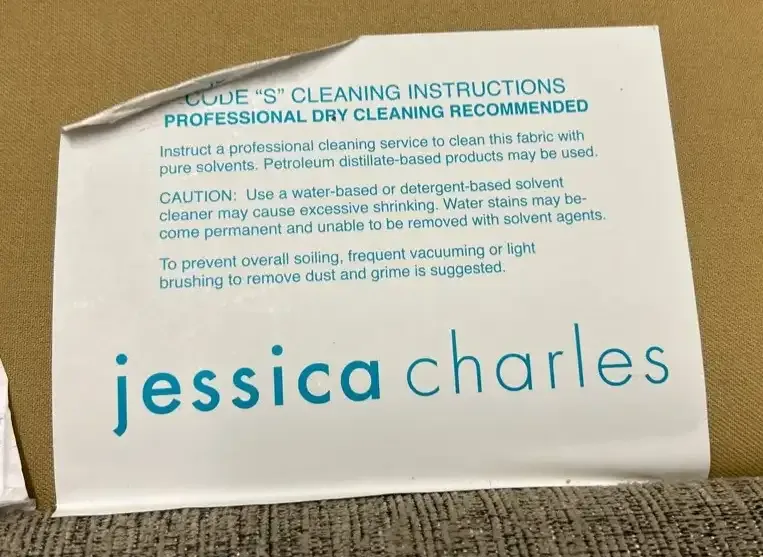 CODE "S" CLEANING INSTRUCTIONS
PROFESSIONAL DRY CLEANING RECOMMENDED
Instruct a professional cleaning service to clean this fabric with
pure solvents. Petroleum distillate-based products may be used.
CAUTION: Use a water-based or detergent-based solvent
cleaner may cause excessive shrinking. Water stains may be-
come permanent and unable to be removed with solvent agents.
To prevent overall soiling, frequent vacuuming or light
brushing to remove dust and grime is suggested.
jessica charles